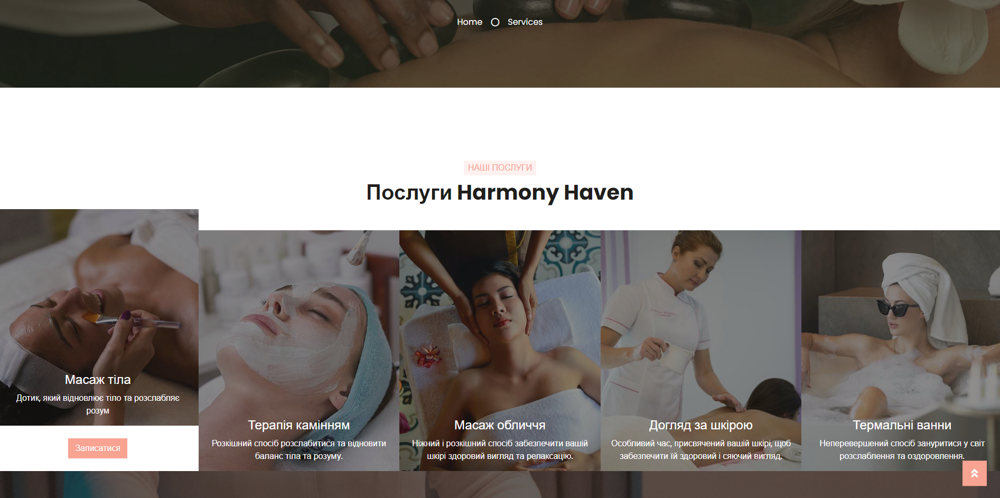 Home Services
НАШІ ПОСЛУГИ
Послуги Harmony Haven
Масаж тіла
Дотик, який відновлює тіло та розслабляє
розум
Записатися
Терапія камінням
Розкішний спосіб розслабитися та відновити
баланс тіла та розуму.
Масаж обличчя
Ніжний і розкішний спосіб забезпечити вашій
шкірі здоровий вигляд та релаксацію.
Догляд за шкірою
Особливий час, присвячений вашій шкірі, щоб
забезпечити їй здоровий і сяючий вигляд.
Термальні ванни
Неперевершений спосіб зануритися у світ
розслаблення та оздоровлення.